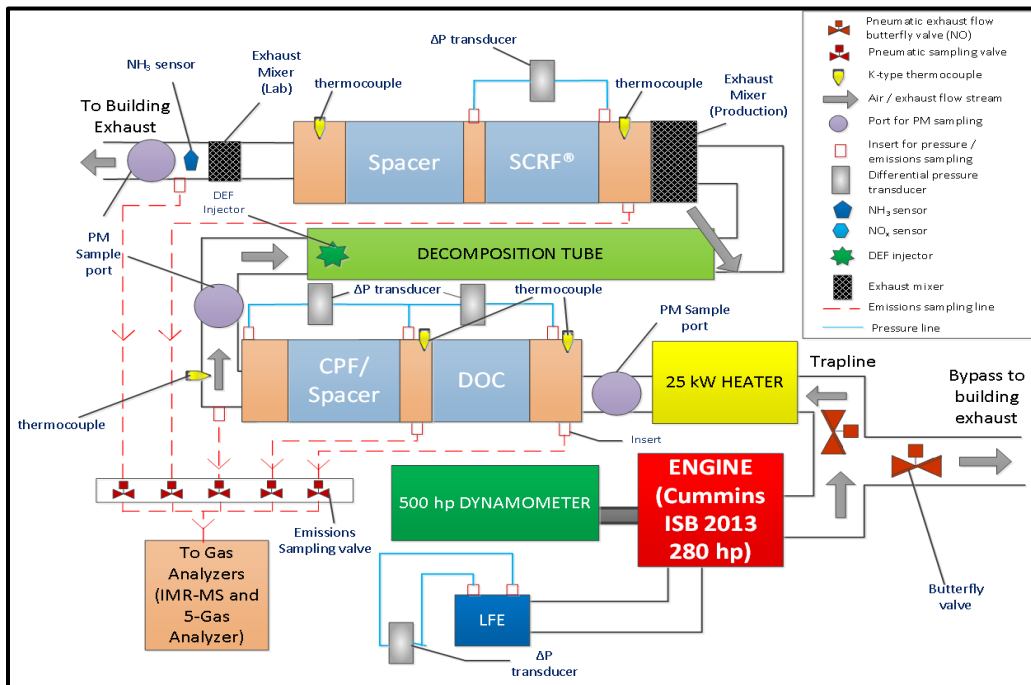 ΔP transducer
NH₃ sensor
Exhaust
Mixer
(Lab)
thermocouple
thermocouple
Exhaust
Mixer
(Production)
To Building
Exhaust
Spacer
SCRF®
DEF
Injector
PM
Sample
port
DECOMPOSITION TUBE
ΔP transducer
thermocouple
PM Sample
port
CPF/
Spacer
DOC
25 kW HEATER
Trapline
Bypass to
building
exhaust
thermocouple
Insert
500 hp DYNAMOMETER
ENGINE
(Cummins
ISB 2013
280 hp)
Emissions
Sampling valve
To Gas
Analyzers
(IMR-MS and
5-Gas
Analyzer)
LFE
ΔP
transducer
Butterfly
valve
Pneumatic exhaust flow
butterfly valve (NO)
Pneumatic sampling valve
K-type thermocouple
Air / exhaust flow stream
Port for PM sampling
Insert for pressure /
emissions sampling
Differential pressure
transducer
NH₃ sensor
NOₓ sensor
DEF injector
Exhaust mixer
Emissions sampling line
Pressure line